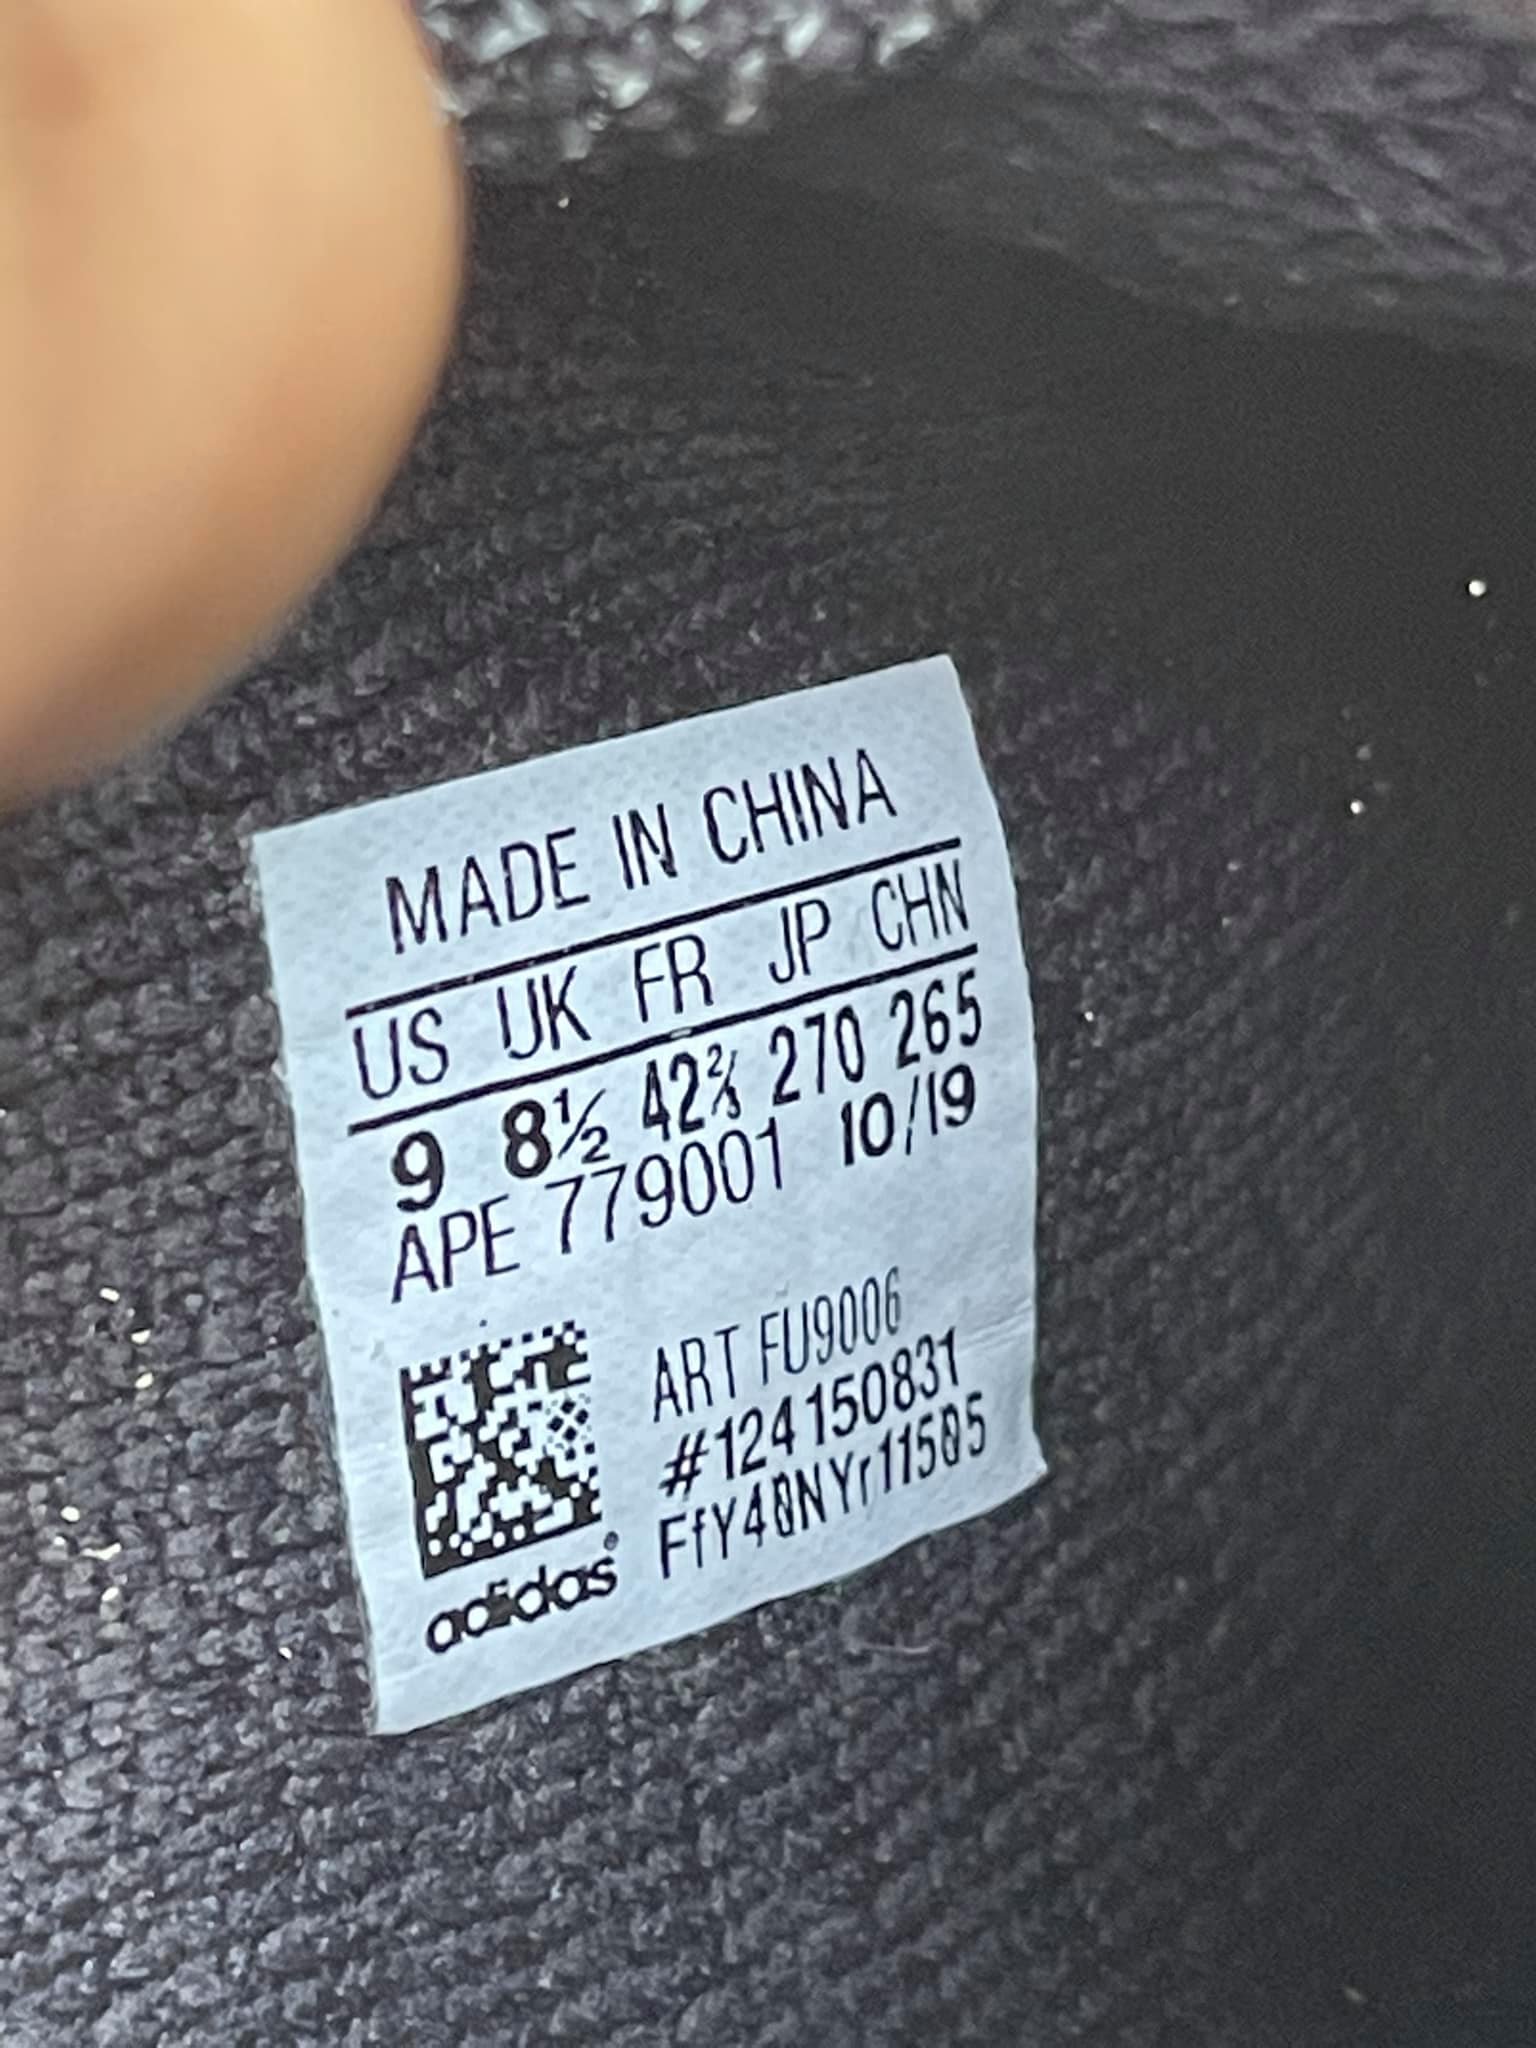 MADE IN CHINA
US UK FR JP CHN
9 8½ 42⅔ 270 265
APE 779001 10/19
ART FU9006
#124150831
FfY40NYr11505
adidas®